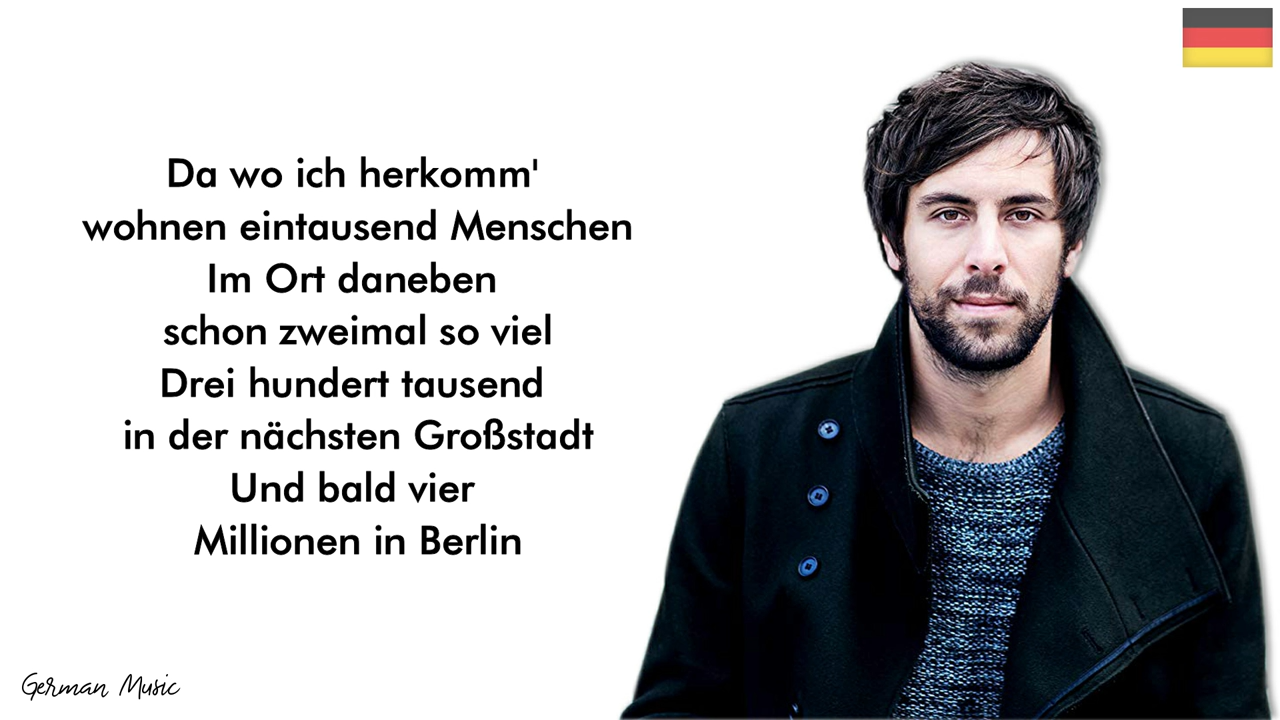 Da wo ich herkomm'
wohnen eintausend Menschen
Im Ort daneben
schon zweimal so viel
Drei hundert tausend
in der nächsten Großstadt
Und bald vier
Millionen in Berlin
German Music